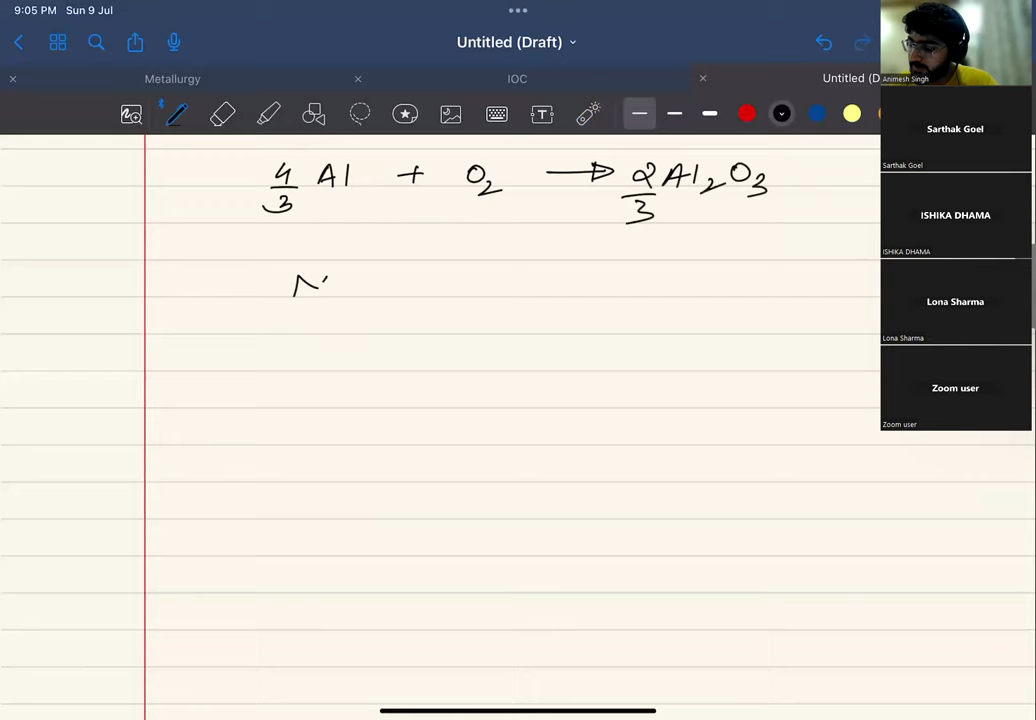 9:05 PM Sun 9 Jul
Untitled (Draft)
Metallurgy
IOC
Untitled (D
4/3 Al + O₂ → 2/3 Al₂O₃
Animesh Singh
Sarthak Goel
Sarthak Goel
ISHIKA DHAMA
ISHIKA DHAMA
Lona Sharma
Lona Sharma
Zoom user
Zoom user